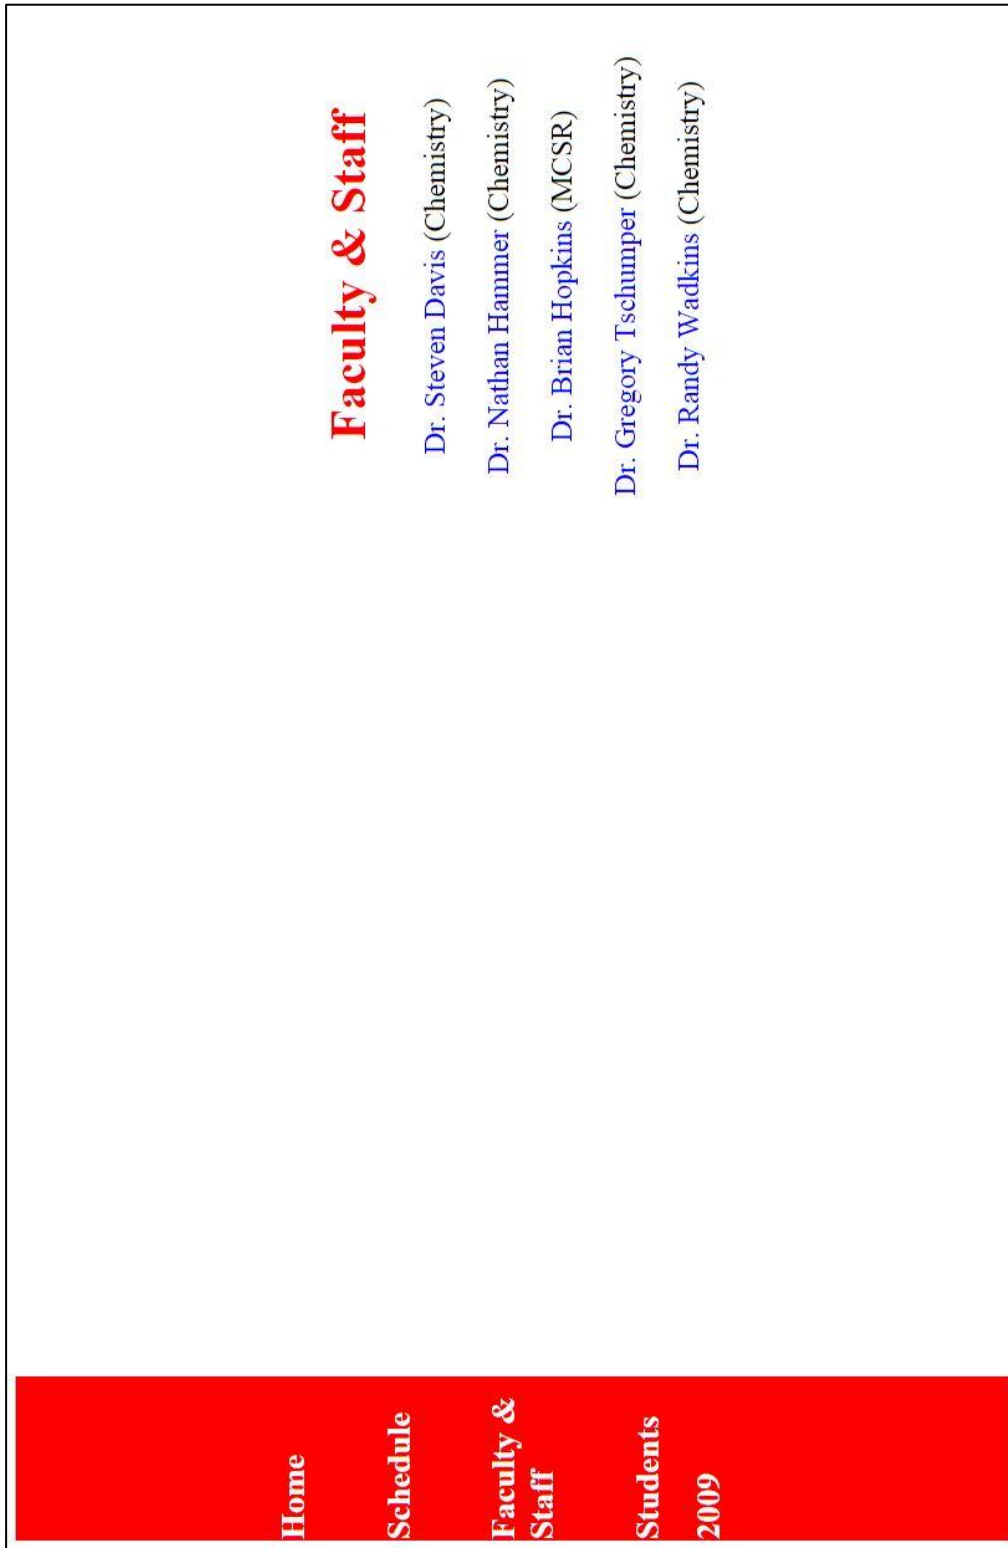 Home
Schedule
Faculty &
Staff
Students
2009
Faculty & Staff
Dr. Steven Davis (Chemistry)
Dr. Nathan Hammer (Chemistry)
Dr. Brian Hopkins (MCSR)
Dr. Gregory Tschumper (Chemistry)
Dr. Randy Wadkins (Chemistry)